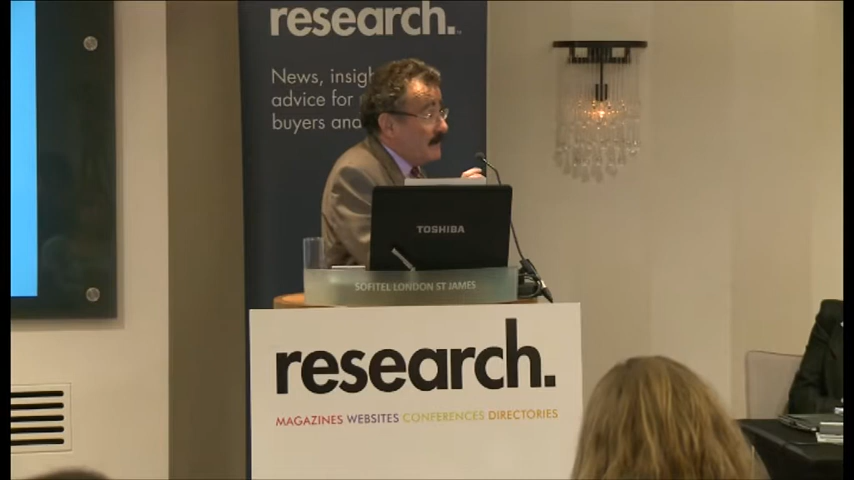 research.
News, insigh
advice for
buyers and
TOSHIBA
SOFITEL LONDON ST JAMES
research.
MAGAZINES WEBSITES CONFERENCES DIRECTORIES